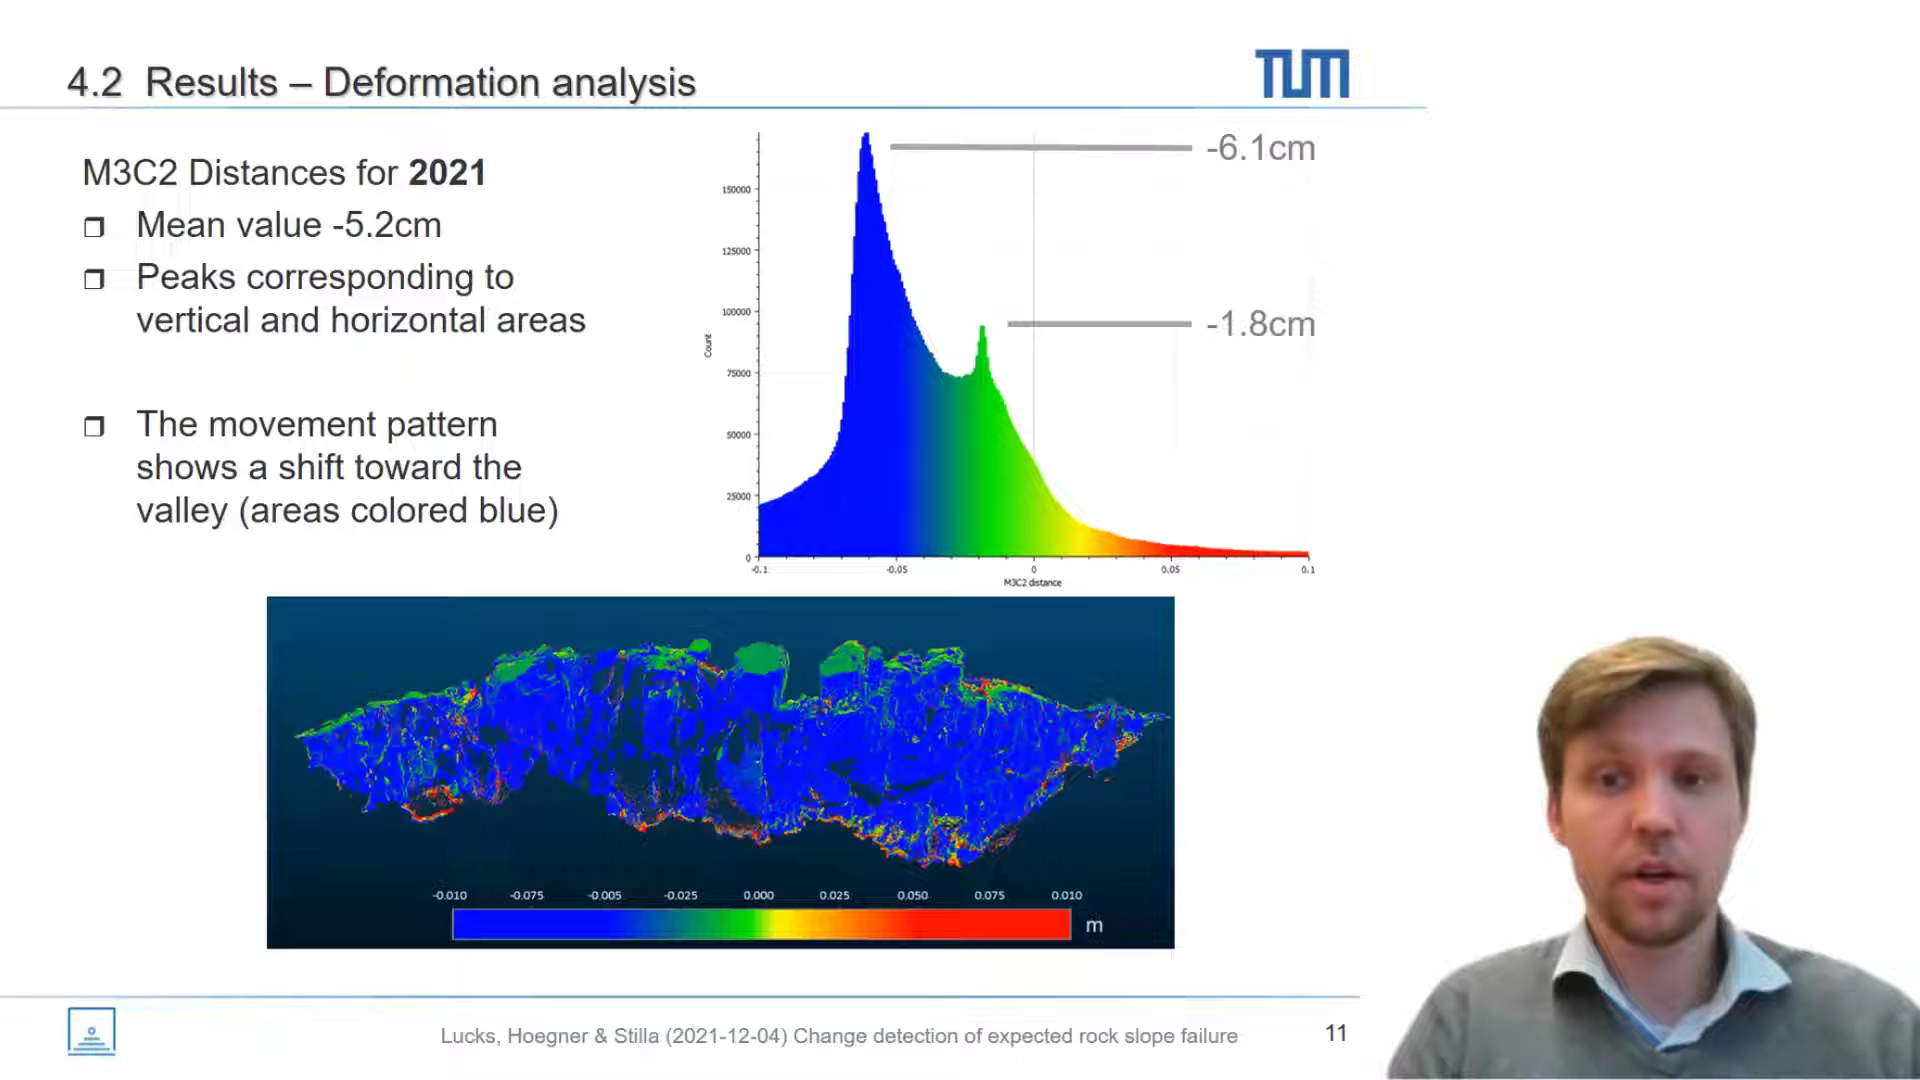 4.2 Results – Deformation analysis
TUM
M3C2 Distances for 2021
❒ Mean value -5.2cm
❒ Peaks corresponding to
vertical and horizontal areas
❒ The movement pattern
shows a shift toward the
valley (areas colored blue)
-6.1cm
-1.8cm
Count
150000
125000
100000
75000
50000
25000
0
-0.1 -0.05 0 0.05 0.1
M3C2 distance
-0.010 -0.075 -0.005 -0.025 0.000 0.025 0.050 0.075 0.010
m
Lucks, Hoegner & Stilla (2021-12-04) Change detection of expected rock slope failure
11